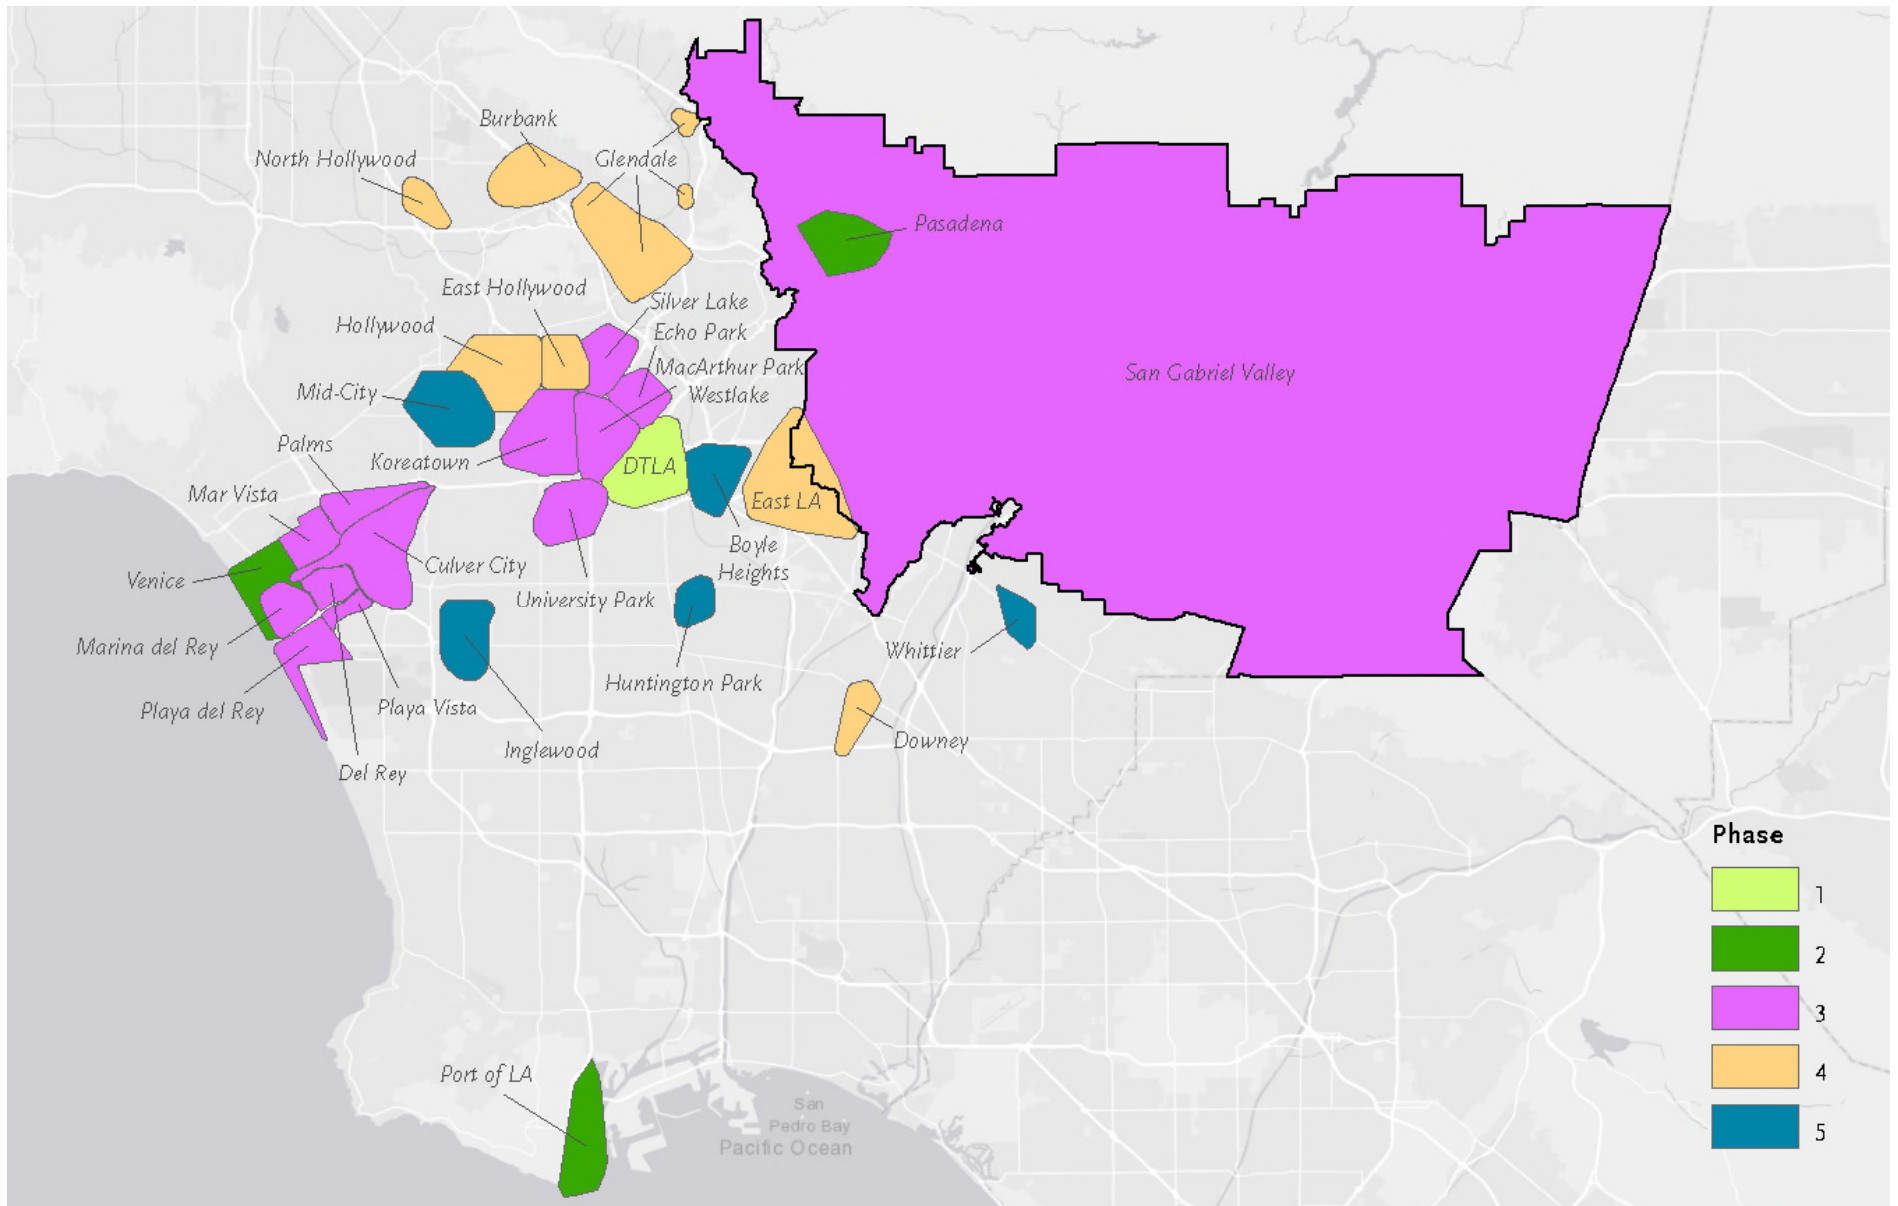 Burbank
North Hollywood
Glendale
Pasadena
East Hollywood
Silver Lake
Hollywood
Echo Park
MacArthur Park
Westlake
San Gabriel Valley
Mid-City
Palms
Koreatown
DTLA
Mar Vista
East LA
Boyle
Heights
Culver City
Venice
University Park
Marina del Rey
Whittier
Huntington Park
Playa del Rey
Playa Vista
Inglewood
Downey
Del Rey
Port of LA
San
Pedro Bay
Pacific Ocean
Phase
1
2
3
4
5